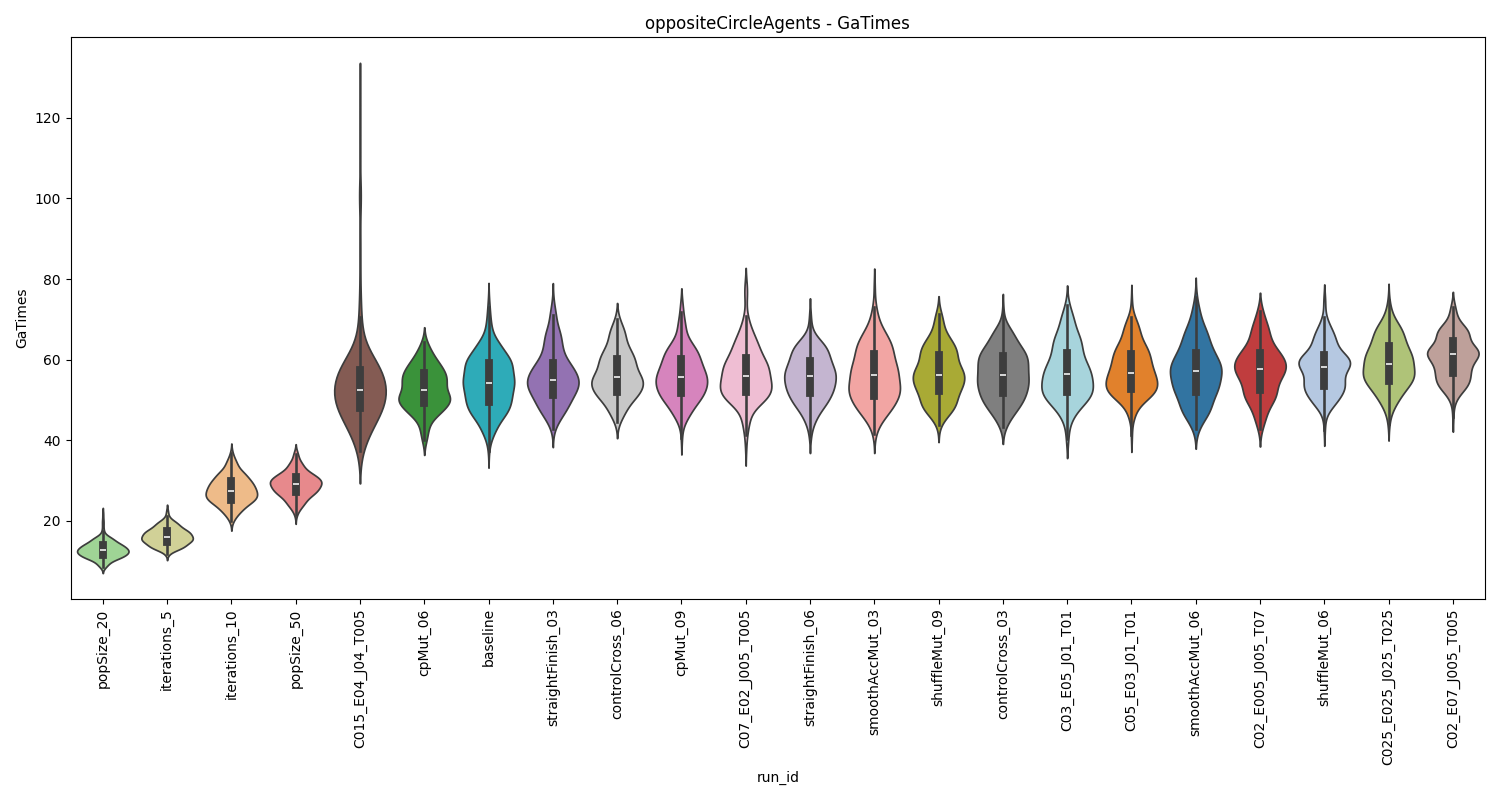 oppositeCircleAgents - GaTimes
GaTimes
120
100
80
60
40
20
popSize_20
iterations_5
iterations_10
popSize_50
C015_E04_J04_T005
cpMut_06
baseline
straightFinish_03
controlCross_06
cpMut_09
C07_E02_J005_T005
straightFinish_06
smoothAccMut_03
shuffleMut_09
controlCross_03
C03_E05_J01_T01
C05_E03_J01_T01
smoothAccMut_06
C02_E005_J005_T07
shuffleMut_06
C025_E025_J025_T025
C02_E07_J005_T005
run_id